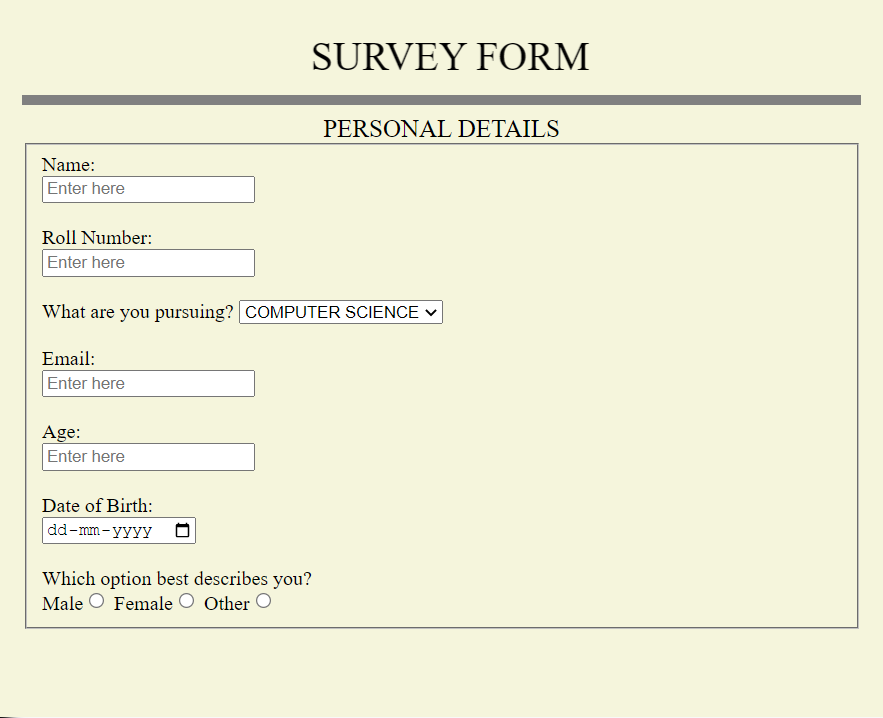 SURVEY FORM
PERSONAL DETAILS
Name:
Enter here
Roll Number:
Enter here
What are you pursuing? COMPUTER SCIENCE
Email:
Enter here
Age:
Enter here
Date of Birth:
dd-mm-yyyy
Which option best describes you?
Male Female Other